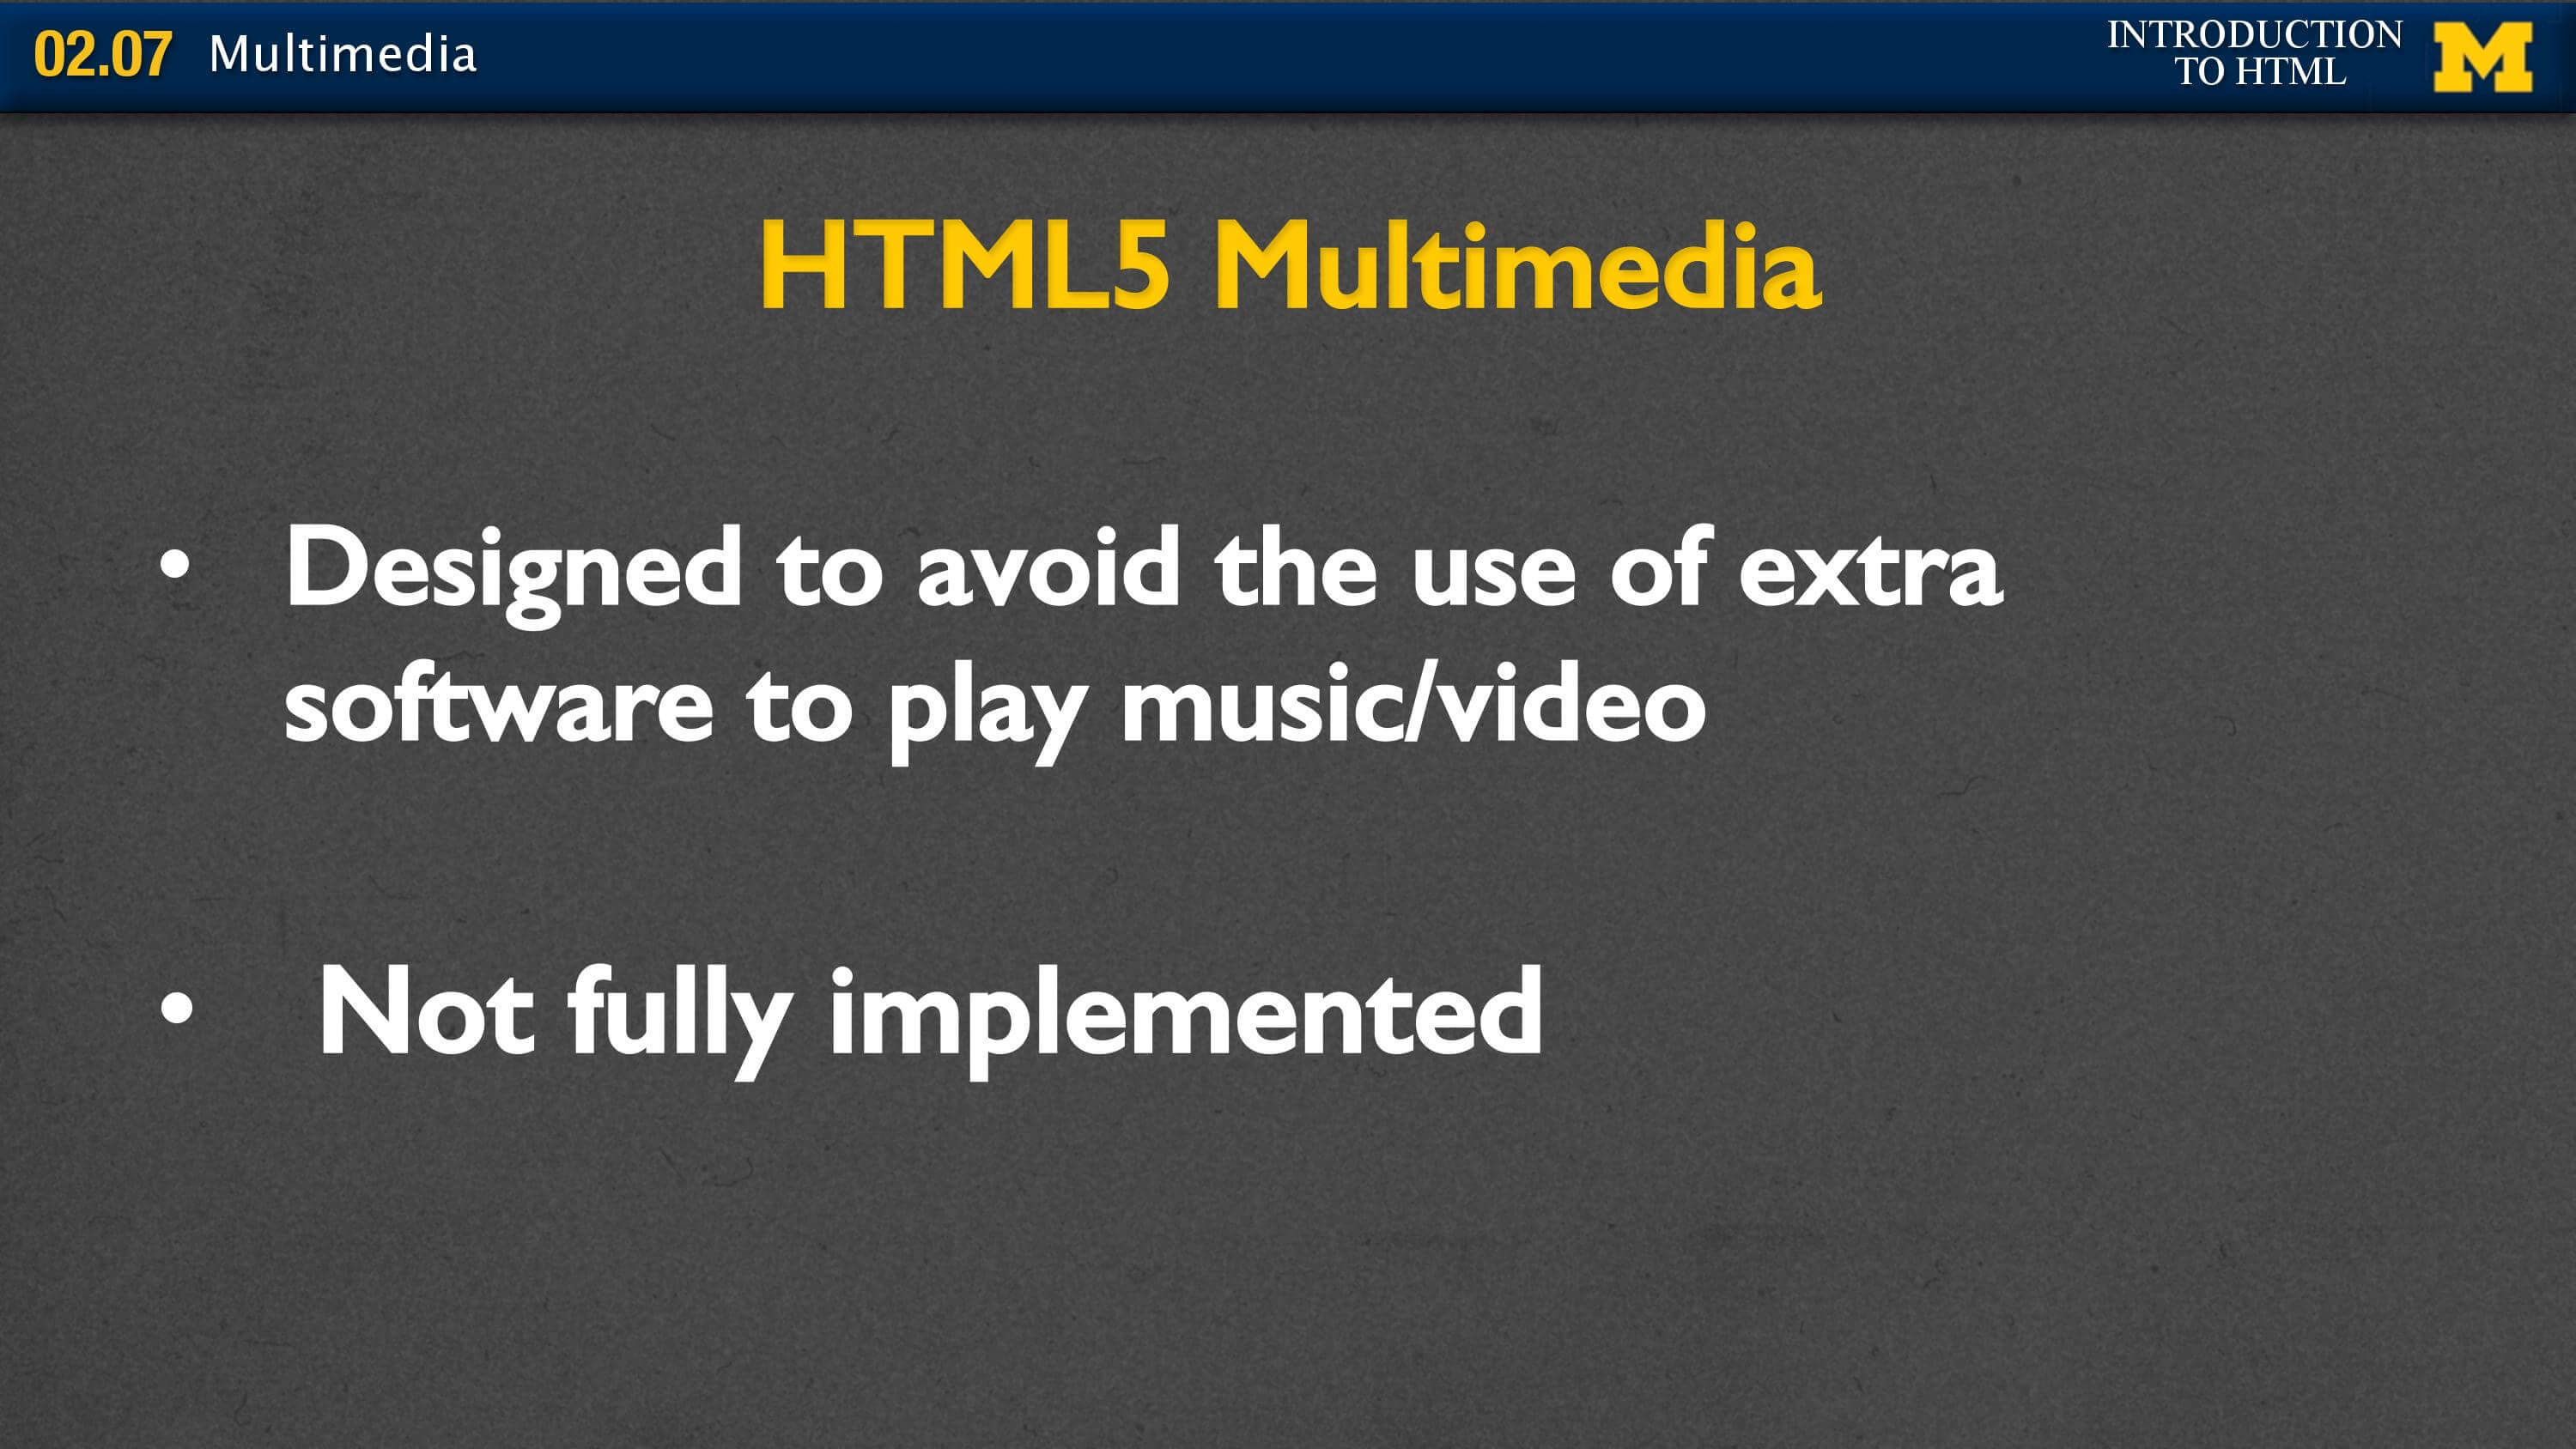 02.07 Multimedia
INTRODUCTION
TO HTML
M
HTML5 Multimedia
• Designed to avoid the use of extra
software to play music/video
• Not fully implemented